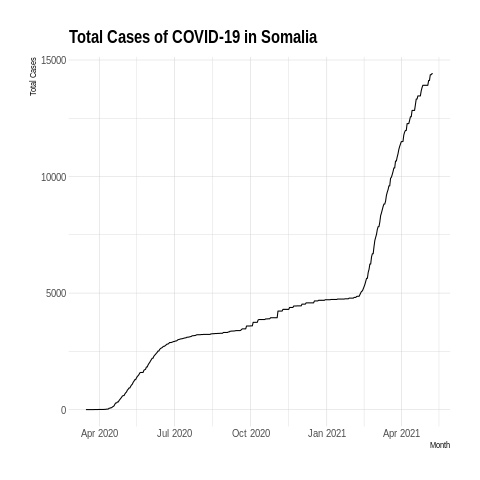 Total Cases of COVID-19 in Somalia
Total Cases
15000
10000
5000
0
Apr 2020 Jul 2020 Oct 2020 Jan 2021 Apr 2021
Month